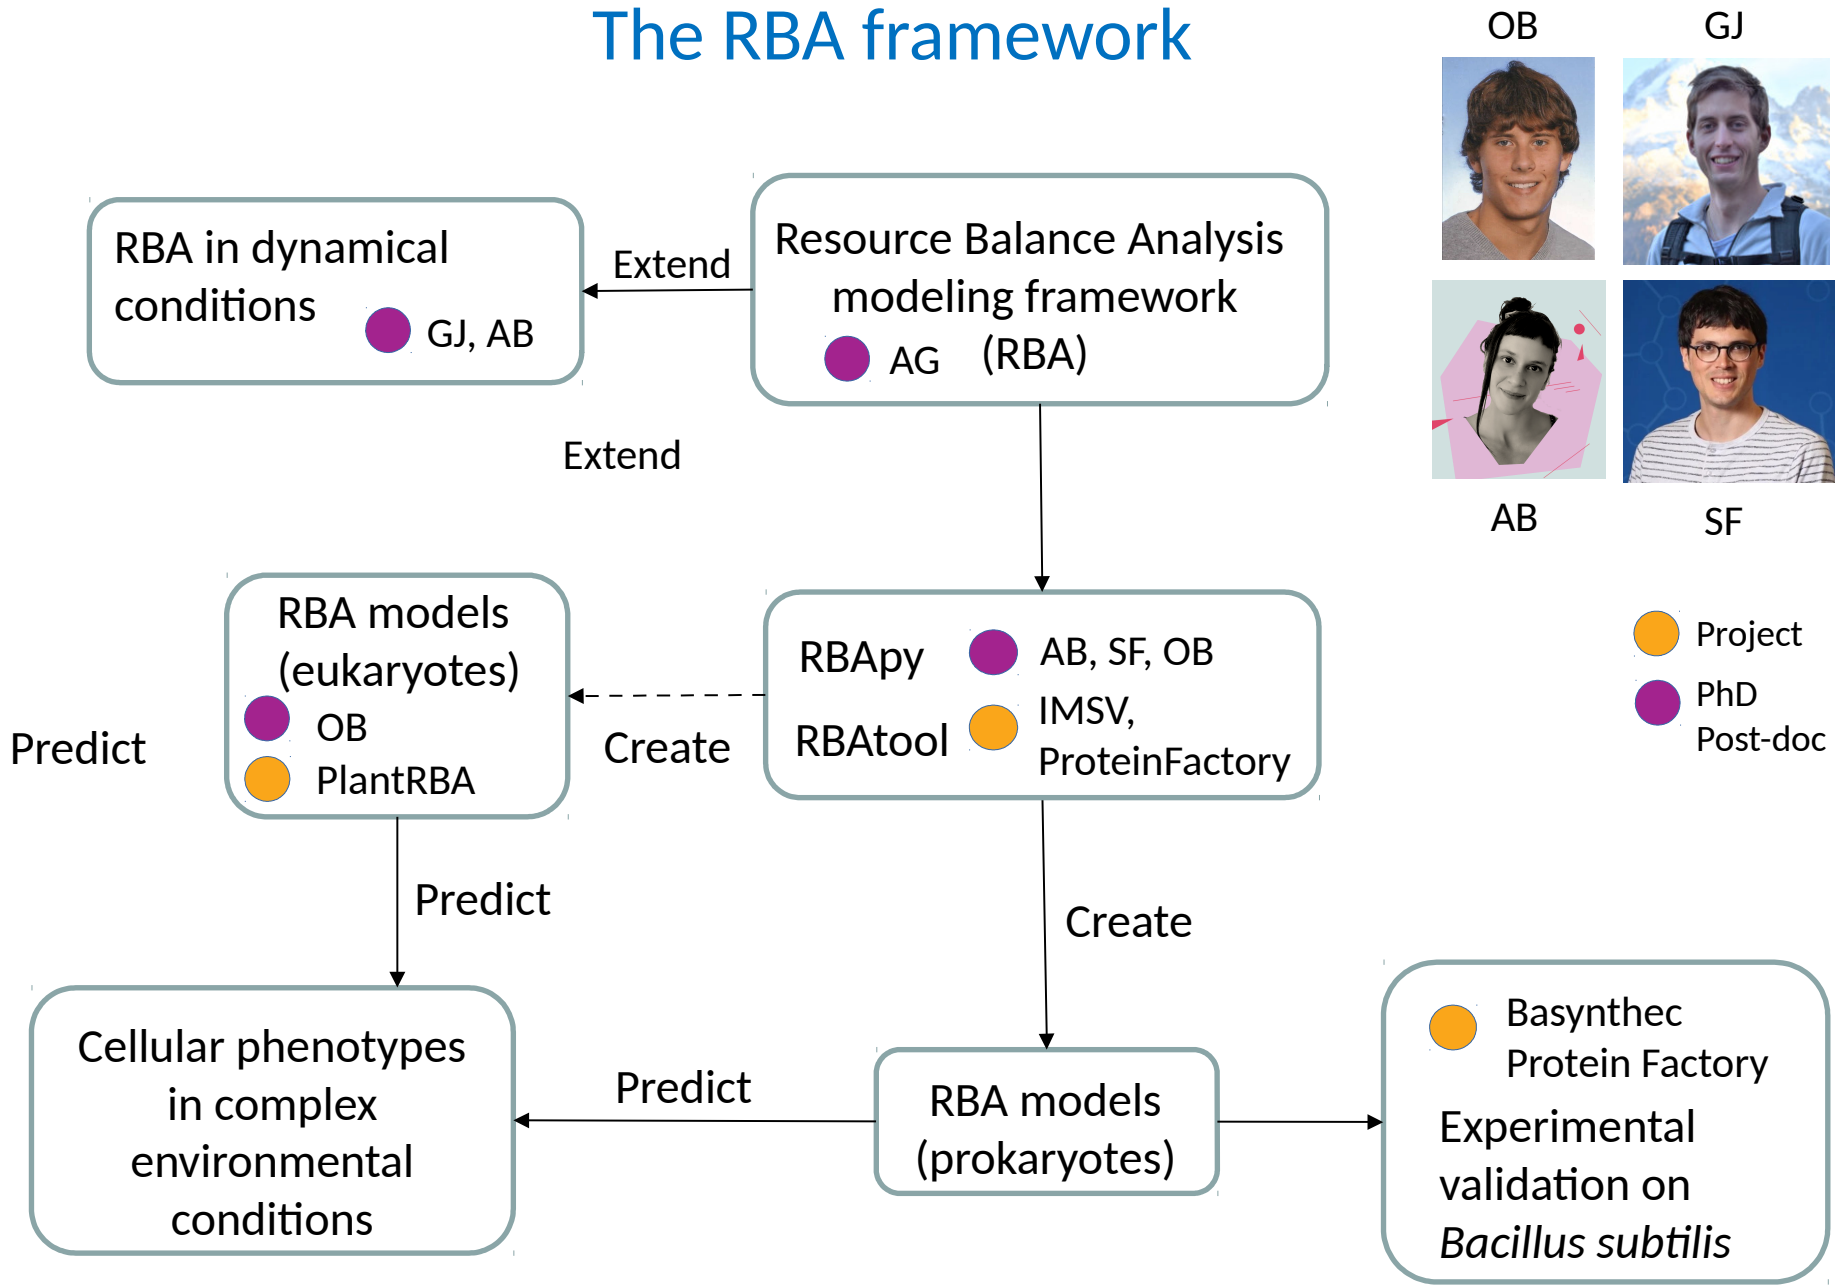 The RBA framework
OB
GJ
AB
SF
RBA in dynamical
conditions
GJ, AB
Extend
Resource Balance Analysis
modeling framework
(RBA)
AG
Extend
RBA models
(eukaryotes)
OB
PlantRBA
Predict
Create
RBApy
AB, SF, OB
RBAtool
IMSV,
ProteinFactory
Project
PhD
Post-doc
Predict
Create
Cellular phenotypes
in complex
environmental
conditions
Predict
RBA models
(prokaryotes)
Basynthec
Protein Factory
Experimental
validation on
Bacillus subtilis